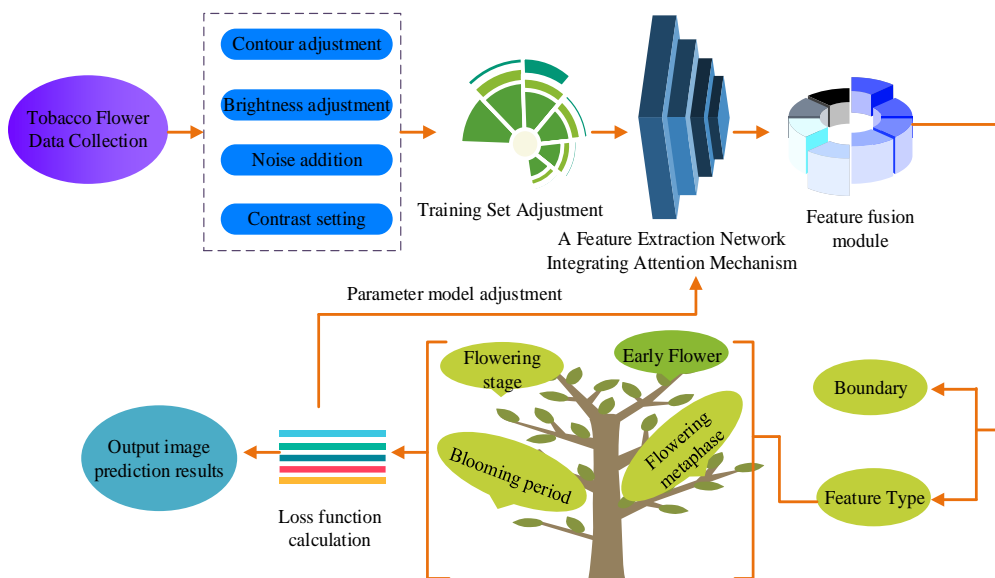 Tobacco Flower
Data Collection
Contour adjustment
Brightness adjustment
Noise addition
Contrast setting
Training Set Adjustment
A Feature Extraction Network
Integrating Attention Mechanism
Feature fusion
module
Parameter model adjustment
Flowering
stage
Early Flower
Blooming period
Flowering
metaphase
Boundary
Feature Type
Output image
prediction results
Loss function
calculation